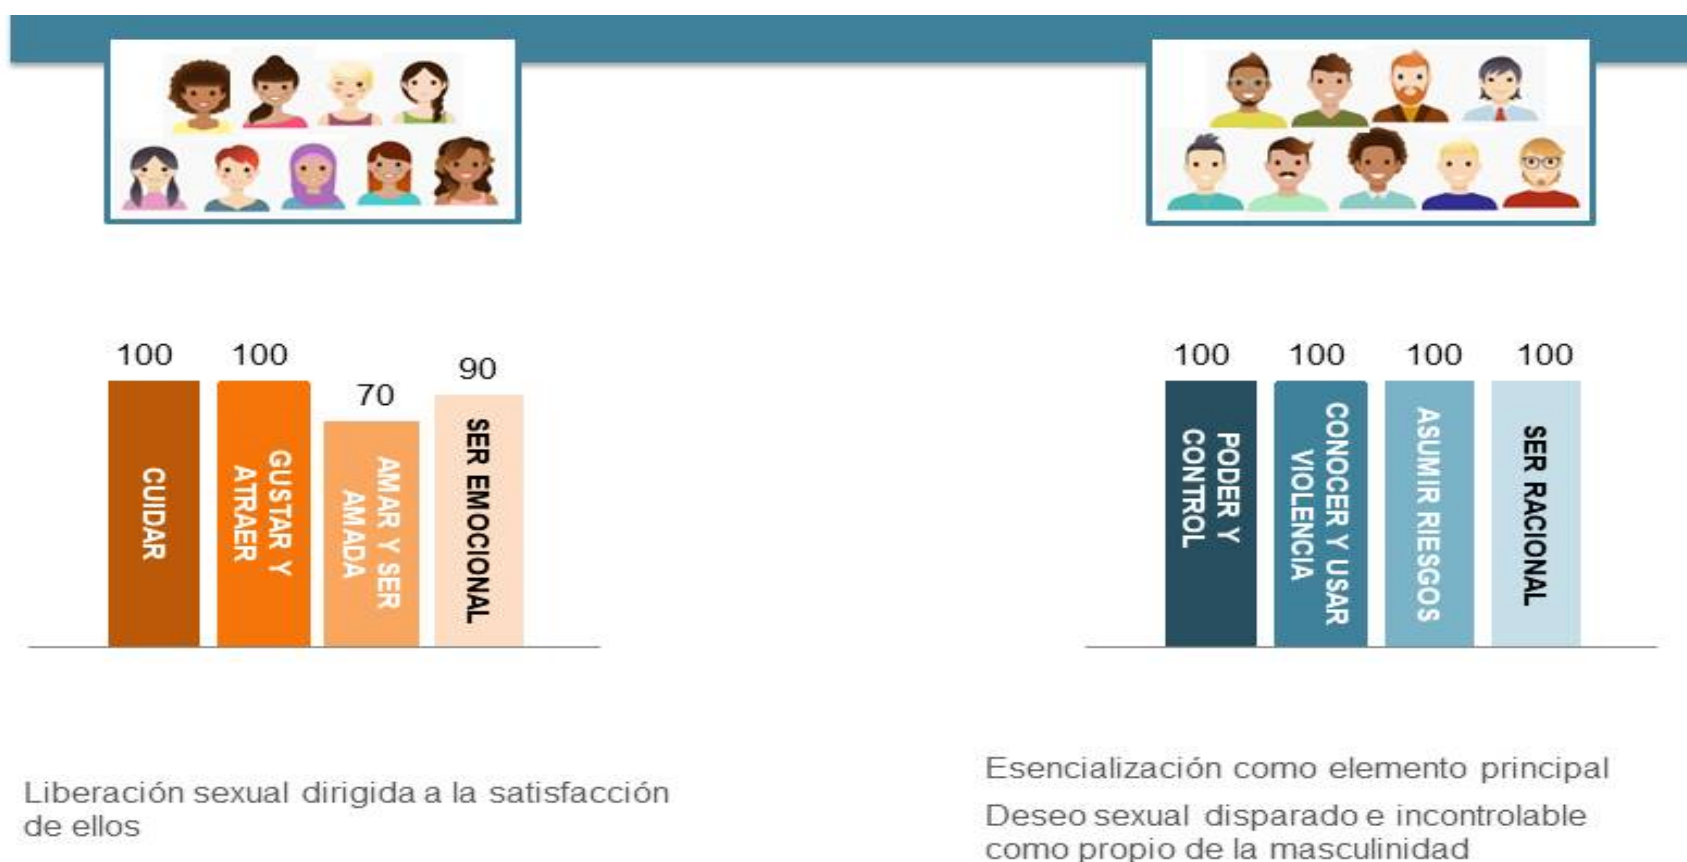 100
100
70
90
CUIDAR
GUSTAR Y
ATRAER
AMAR Y SER
AMADA
SER EMOCIONAL
Liberación sexual dirigida a la satisfacción
de ellos
100
100
100
100
PODER Y
CONTROL
CONOCER Y USAR
VIOLENCIA
ASUMIR RIESGOS
SER RACIONAL
Esencialización como elemento principal
Deseo sexual disparado e incontrolable
como propio de la masculinidad